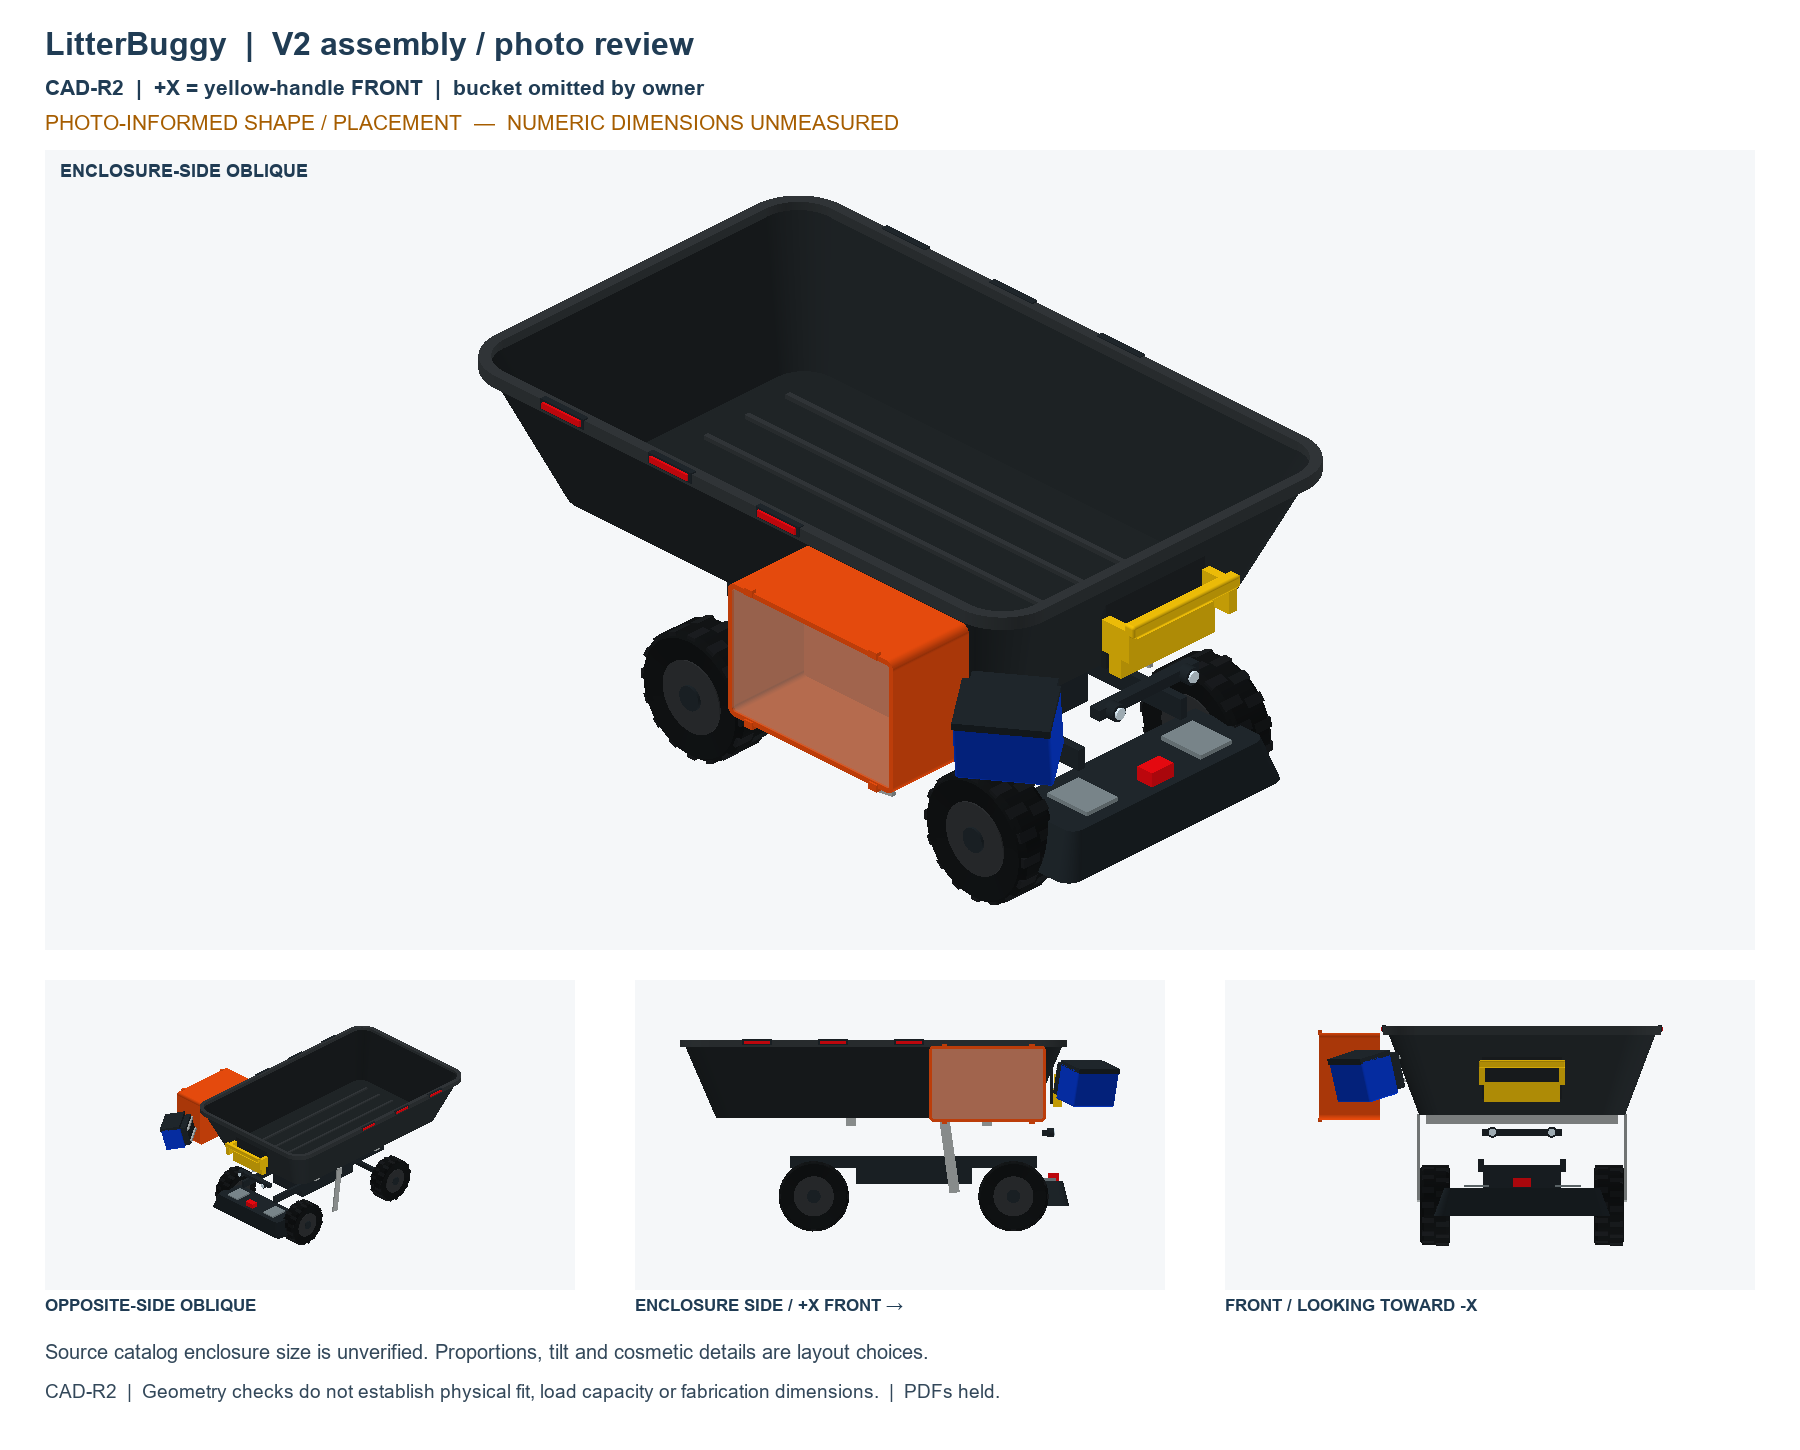 LitterBuggy | V2 assembly / photo review
CAD-R2 | +X = yellow-handle FRONT | bucket omitted by owner
PHOTO-INFORMED SHAPE / PLACEMENT — NUMERIC DIMENSIONS UNMEASURED
ENCLOSURE-SIDE OBLIQUE
OPPOSITE-SIDE OBLIQUE
ENCLOSURE SIDE / +X FRONT →
FRONT / LOOKING TOWARD -X
Source catalog enclosure size is unverified. Proportions, tilt and cosmetic details are layout choices.
CAD-R2 | Geometry checks do not establish physical fit, load capacity or fabrication dimensions. | PDFs held.